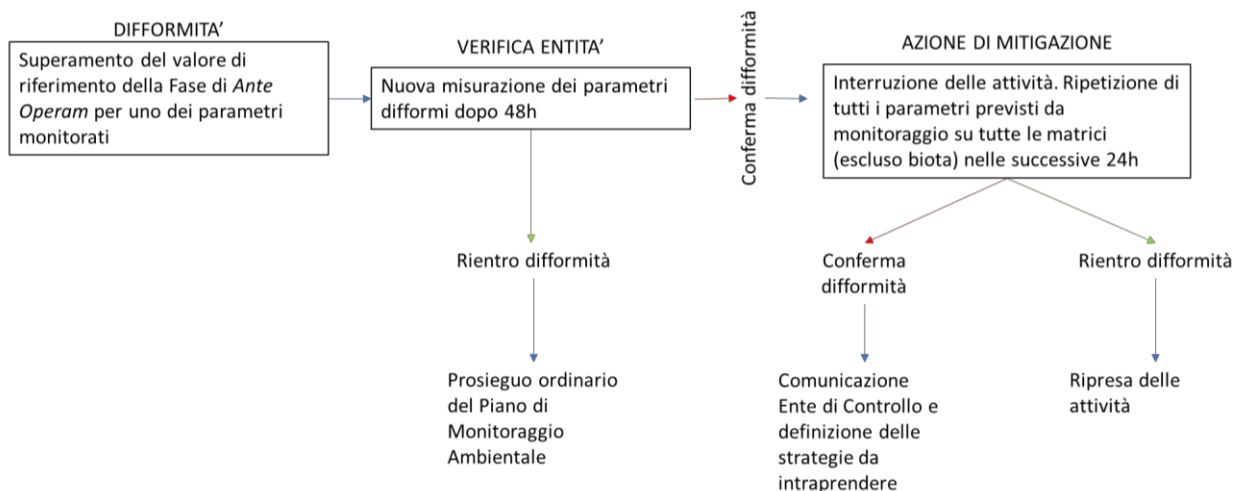 DIFFORMITA'
Superamento del valore di
riferimento della Fase di Ante
Operam per uno dei parametri
monitorati
VERIFICA ENTITA'
Nuova misurazione dei parametri
difformi dopo 48h
Conferma difformità
AZIONE DI MITIGAZIONE
Interruzione delle attività. Ripetizione di
tutti i parametri previsti da
monitoraggio su tutte le matrici
(escluso biota) nelle successive 24h
Rientro difformità
Prosieguo ordinario
del Piano di
Monitoraggio
Ambientale
Conferma
difformità
Comunicazione
Ente di Controllo e
definizione delle
strategie da
intraprendere
Rientro difformità
Ripresa delle
attività